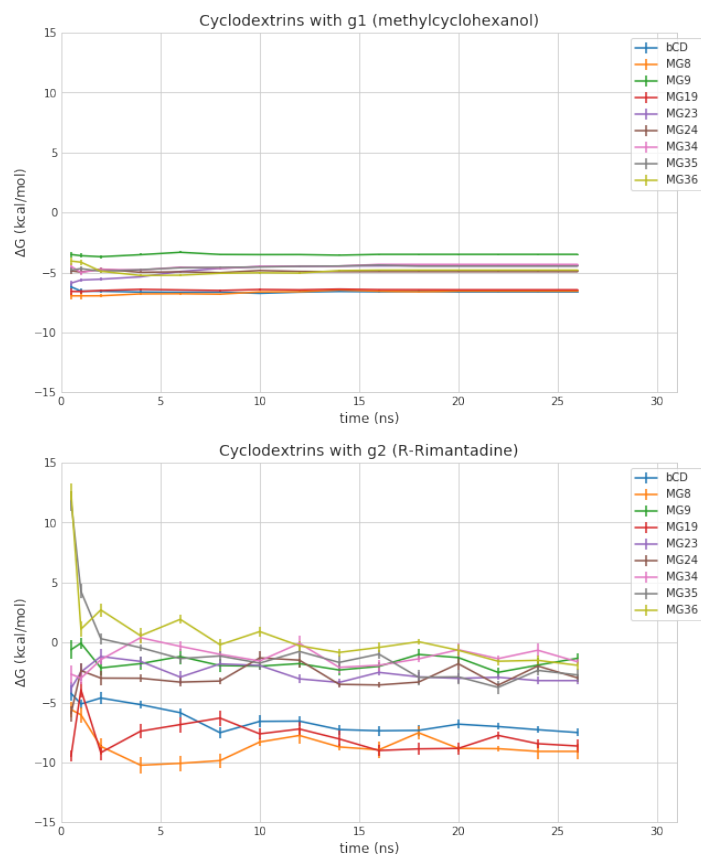 Cyclodextrins with g1 (methylcyclohexanol)
15
10
5
0
−5
−10
−15
ΔG (kcal/mol)
0 5 10 15 20 25 30
time (ns)
bCD
MG8
MG9
MG19
MG23
MG24
MG34
MG35
MG36
Cyclodextrins with g2 (R-Rimantadine)
15
10
5
0
−5
−10
−15
ΔG (kcal/mol)
0 5 10 15 20 25 30
time (ns)
bCD
MG8
MG9
MG19
MG23
MG24
MG34
MG35
MG36